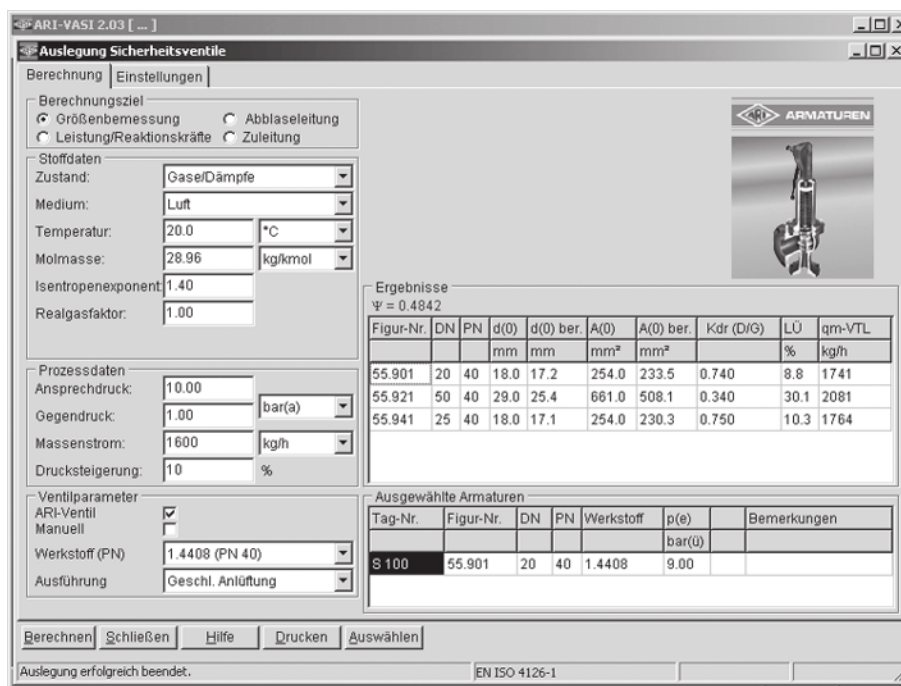 ARI-VASI 2.03 [ ... ]
Auslegung Sicherheitsventile
Berechnung Einstellungen
Berechnungsziel
Größenbemessung Abblaseleitung
Leistung/Reaktionskräfte Zuleitung
Stoffdaten
Zustand: Gase/Dämpfe
Medium: Luft
Temperatur: 20.0 °C
Molmasse: 28.96 kg/kmol
Isentropenexponent: 1.40
Realgasfaktor: 1.00
Prozessdaten
Ansprechdruck: 10.00
Gegendruck: 1.00 bar(a)
Massenstrom: 1600 kg/h
Drucksteigerung: 10 %
Ventilparameter
ARI-Ventil
Manuell
Werkstoff (PN) 1.4408 (PN 40)
Ausführung Geschl. Anlüftung
ARI ARMATUREN
Ergebnisse
Ψ = 0.4842
Figur-Nr. DN PN d(0) d(0) ber. A(0) A(0) ber. Kdr (D/G) LÜ qm-VTL
mm mm mm² mm² % kg/h
55.901 20 40 18.0 17.2 254.0 233.5 0.740 8.8 1741
55.921 50 40 29.0 25.4 661.0 508.1 0.340 30.1 2081
55.941 25 40 18.0 17.1 254.0 230.3 0.750 10.3 1764
Ausgewählte Armaturen
Tag-Nr. Figur-Nr. DN PN Werkstoff p(e) Bemerkungen
bar(ü)
S 100 55.901 20 40 1.4408 9.00
Berechnen Schließen Hilfe Drucken Auswählen
Auslegung erfolgreich beendet. EN ISO 4126-1